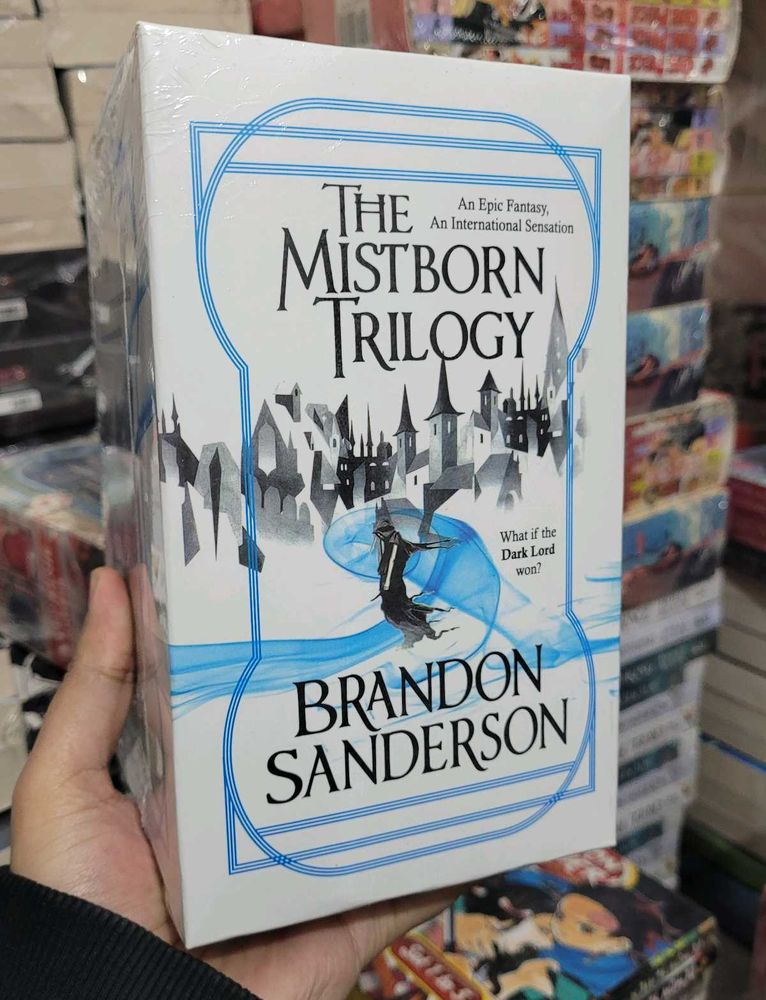 THE
MISTBORN
TRILOGY
An Epic Fantasy,
An International Sensation
What if the
Dark Lord
won?
BRANDON
SANDERSON